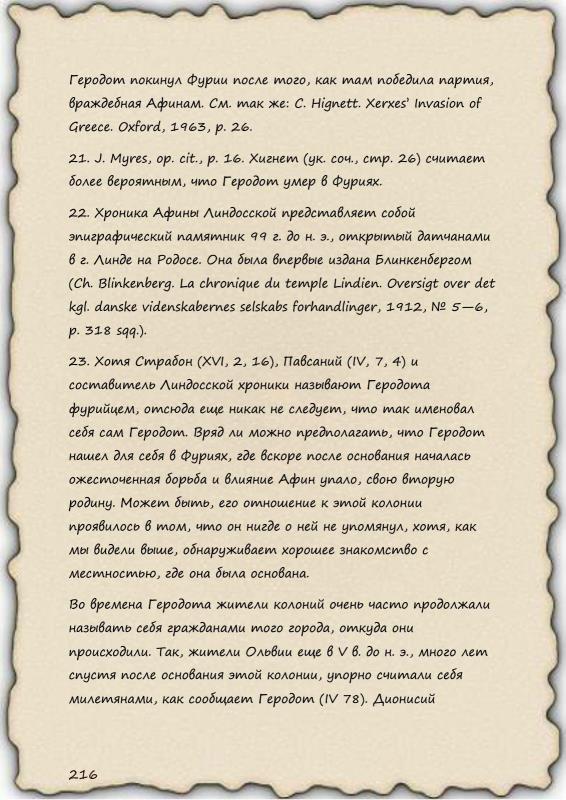 Геродот покинул Фурии после того, как там победила партия,
враждебная Афинам. См. так же: C. Hignett. Xerxes' Invasion of
Greece. Oxford, 1963, p. 26.
21. J. Myres, op. cit., p. 16. Хигнет (ук. соч., стр. 26) считает
более вероятным, что Геродот умер в Фуриях.
22. Хроника Афины Линдосской представляет собой
эпиграфический памятник 99 г. до н. э., открытый датчанами
в г. Линде на Родосе. Она была впервые издана Блинкенбергом
(Ch. Blinkenberg. La chronique du temple Lindien. Oversigt over det
kgl. danske videnskabernes selskabs forhandlinger, 1912, № 5—6,
p. 318 sqq.).
23. Хотя Страбон (XVI, 2, 16), Павсаний (IV, 7, 4) и
составитель Линдосской хроники называют Геродота
фурийцем, отсюда еще никак не следует, что так именовал
себя сам Геродот. Вряд ли можно предполагать, что Геродот
нашел для себя в Фуриях, где вскоре после основания началась
ожесточенная борьба и влияние Афин упало, свою вторую
родину. Может быть, его отношение к этой колонии
проявилось в том, что он нигде о ней не упомянул, хотя, как
мы видели выше, обнаруживает хорошее знакомство с
местностью, где она была основана.
Во времена Геродота жители колоний очень часто продолжали
называть себя гражданами того города, откуда они
происходили. Так, жители Ольвии еще в V в. до н. э., много лет
спустя после основания этой колонии, упорно считали себя
милетянами, как сообщает Геродот (IV 78). Дионисий
216